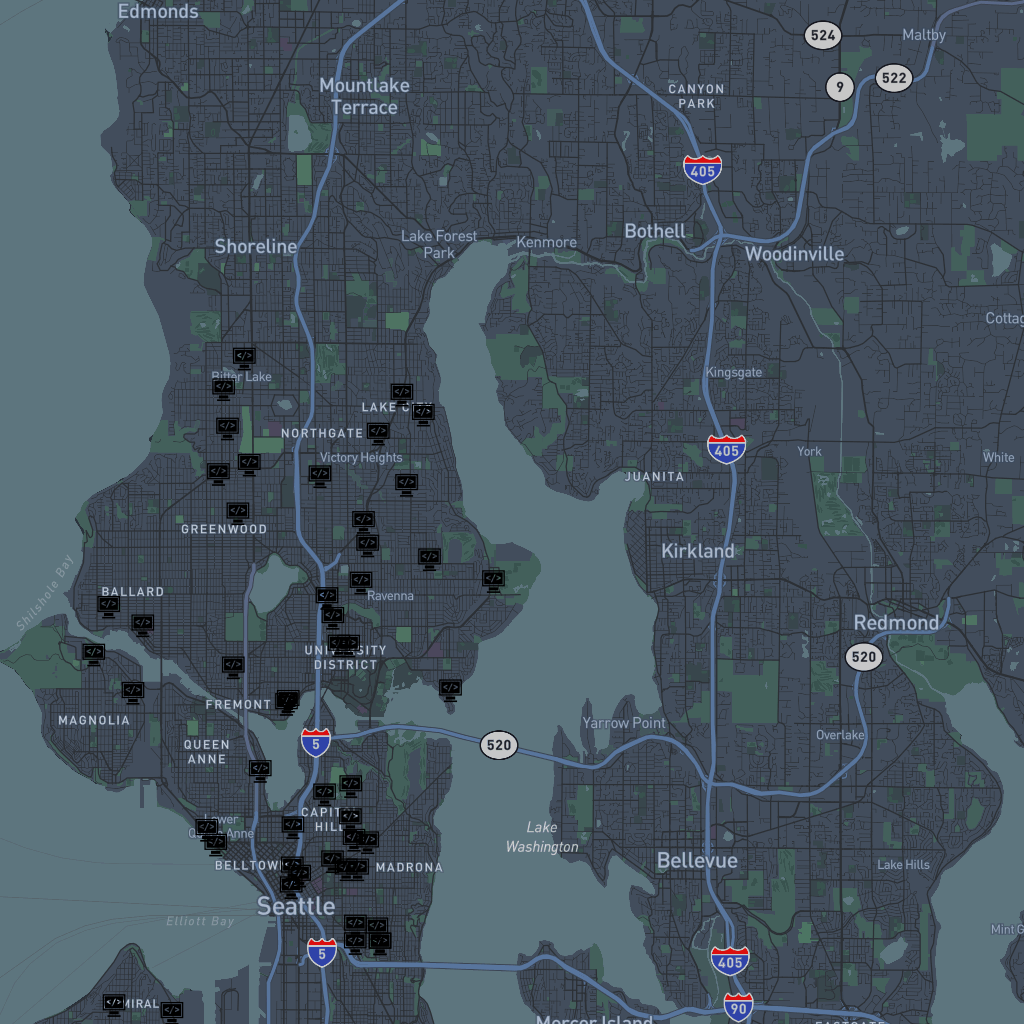 Edmonds
524
Maltby
9
522
Mountlake
Terrace
CANYON
PARK
405
Shoreline
Lake Forest
Park
Kenmore
Bothell
Woodinville
Cottag
Bitter Lake
Kingsgate
LAKE CITY
NORTHGATE
Victory Heights
405
York
White
JUANITA
GREENWOOD
Kirkland
Shilshole Bay
BALLARD
Ravenna
Redmond
UNIVERSITY
DISTRICT
520
FREMONT
MAGNOLIA
Yarrow Point
QUEEN
ANNE
5
520
Overlake
CAPITOL
HILL
Lower
Queen Anne
Lake
Washington
BELLTOWN
MADRONA
Bellevue
Lake Hills
Seattle
Elliott Bay
Mint G
5
405
MIRAL
90
Mercer Island
EASTGATE